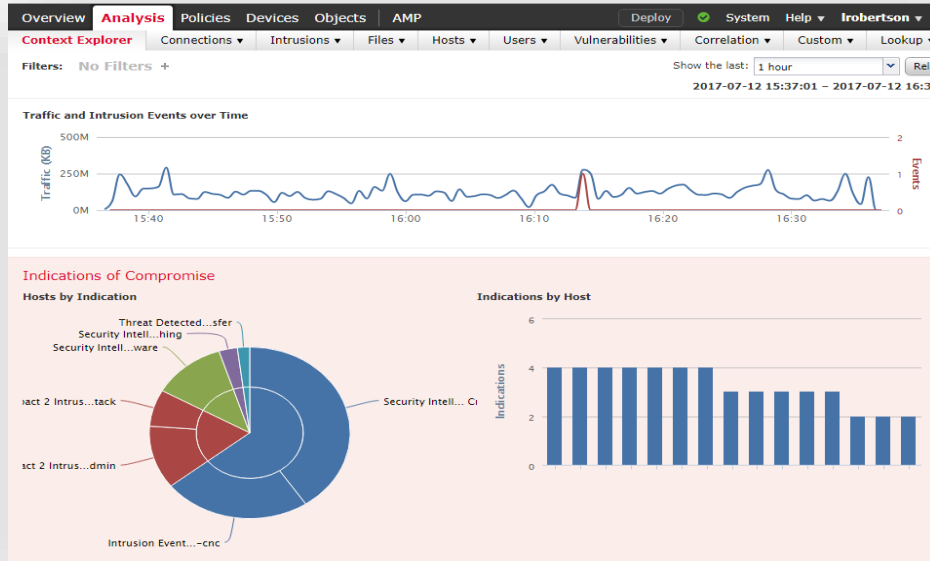 Overview Analysis Policies Devices Objects AMP Deploy System Help lrobertson
Context Explorer Connections Intrusions Files Hosts Users Vulnerabilities Correlation Custom Lookup
Filters: No Filters + Show the last: 1 hour Rel
2017-07-12 15:37:01 – 2017-07-12 16:3
Traffic and Intrusion Events over Time
500M 2
250M 1
0M 0
Traffic (KB)
Events
15:40 15:50 16:00 16:10 16:20 16:30
Indications of Compromise
Hosts by Indication
Threat Detected...sfer
Security Intell...hing
Security Intell...ware
act 2 Intrus...tack
Security Intell...
act 2 Intrus...dmin
Intrusion Event...-cnc
Indications by Host
6
4
2
0
Indications